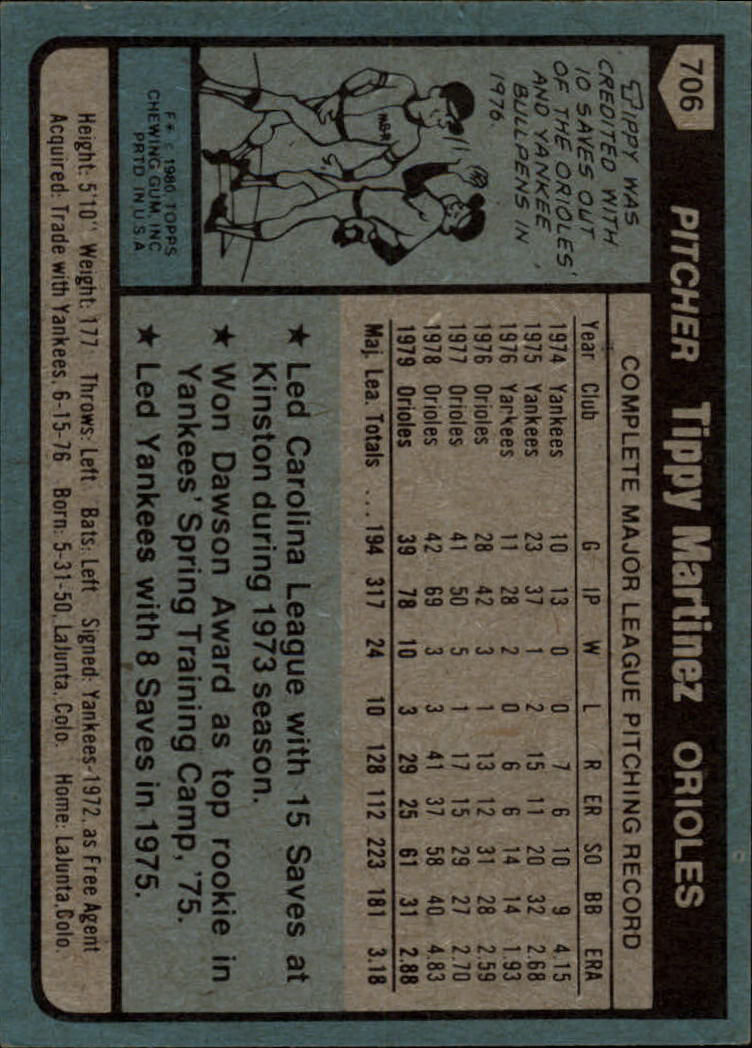 706
PITCHER Tippy Martinez ORIOLES
TIPPY WAS
CREDITED WITH
10 SAVES OUT
OF THE ORIOLES'
AND YANKEE
BULLPENS IN
1976.
COMPLETE MAJOR LEAGUE PITCHING RECORD
Year Club G IP W L R ER SO BB ERA
1974 Yankees 10 13 0 0 7 6 10 9 4.15
1975 Yankees 23 37 1 2 15 11 20 32 2.68
1976 Yankees 11 28 2 0 6 6 14 14 1.93
1976 Orioles 28 42 3 1 13 12 31 28 2.59
1977 Orioles 41 50 5 1 17 15 29 27 2.70
1978 Orioles 42 69 3 3 41 37 58 40 4.83
1979 Orioles 39 78 10 3 29 25 61 31 2.88
Maj. Lea. Totals ... 194 317 24 10 128 112 223 181 3.18
★ Led Carolina League with 15 Saves at
Kinston during 1973 season.
★ Won Dawson Award as top rookie in
Yankees' Spring Training Camp, '75.
★ Led Yankees with 8 Saves in 1975.
F* © 1980 TOPPS
CHEWING GUM, INC
PRTD IN U.S.A
Height: 5'10" Weight: 177 Throws: Left Bats: Left Signed: Yankees-1972, as Free Agent
Acquired: Trade with Yankees, 6-15-76 Born: 5-31-50, LaJunta, Colo. Home: LaJunta, Colo.